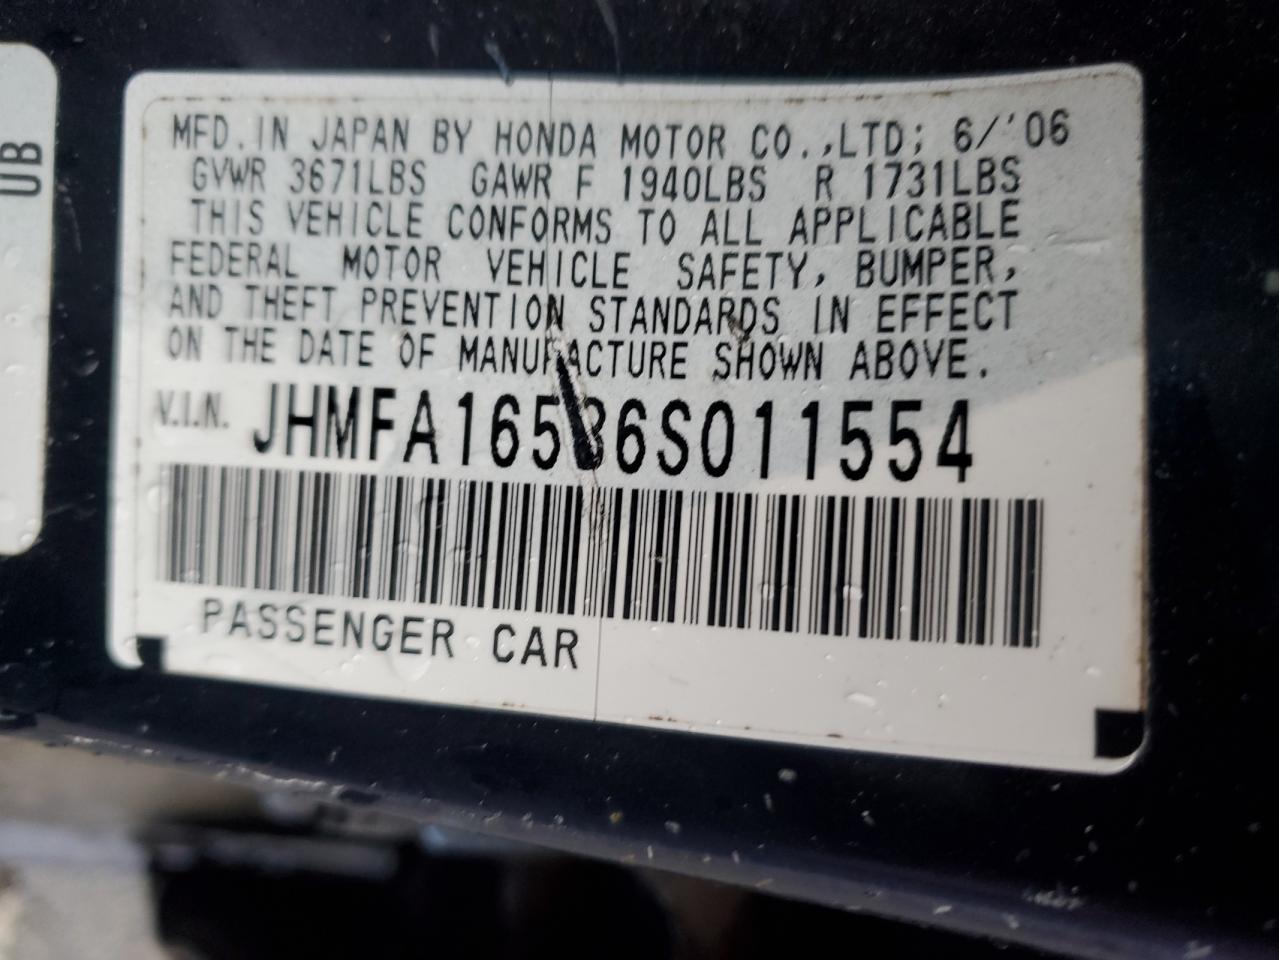 UB
MFD. IN JAPAN BY HONDA MOTOR CO.,LTD; 6/'06
GVWR 3671LBS GAWR F 1940LBS R 1731LBS
THIS VEHICLE CONFORMS TO ALL APPLICABLE
FEDERAL MOTOR VEHICLE SAFETY, BUMPER,
AND THEFT PREVENTION STANDARDS IN EFFECT
ON THE DATE OF MANUFACTURE SHOWN ABOVE.
V.I.N. JHMFA16536S011554
PASSENGER CAR